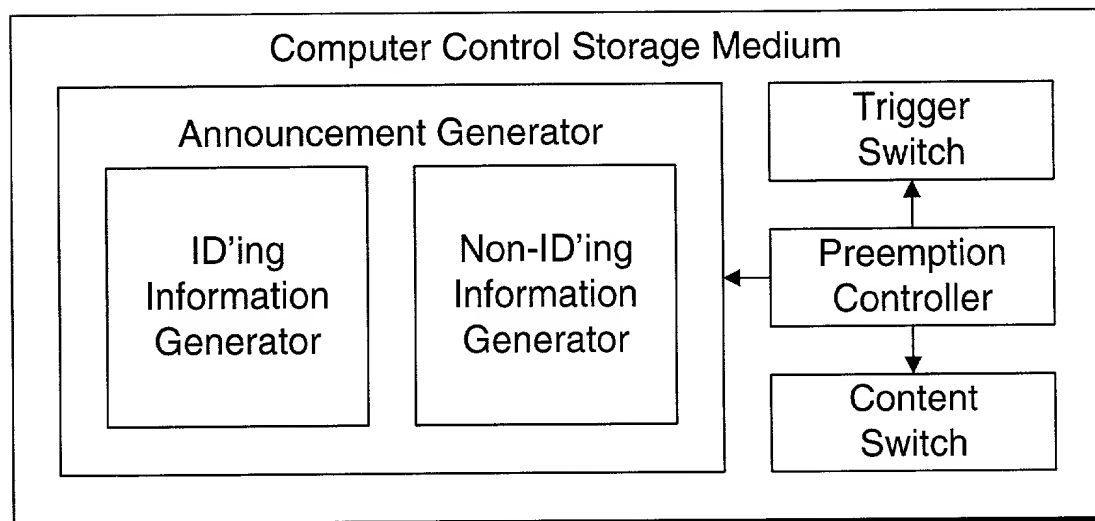 Computer Control Storage Medium
Announcement Generator
ID'ing
Information
Generator
Non-ID'ing
Information
Generator
Trigger
Switch
Preemption
Controller
Content
Switch